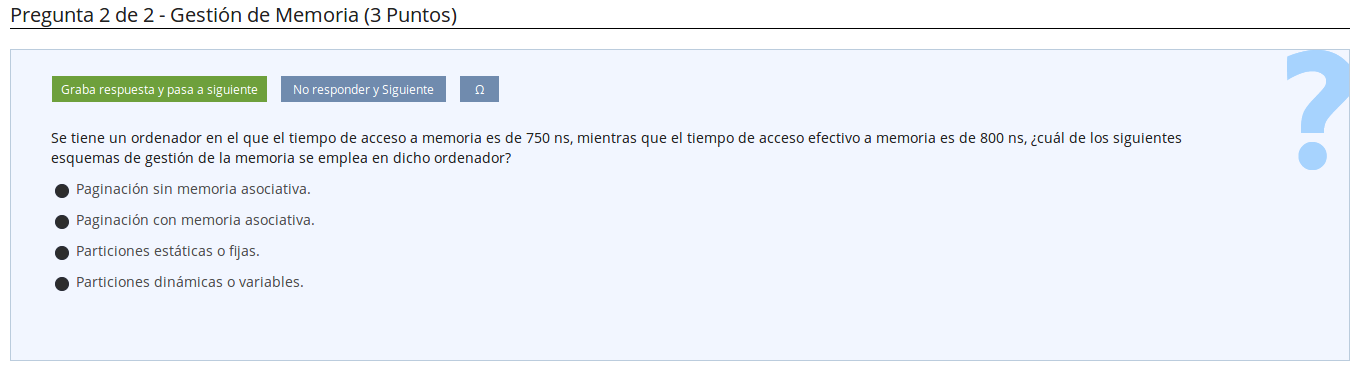 Pregunta 2 de 2 - Gestión de Memoria (3 Puntos)
Graba respuesta y pasa a siguiente
No responder y Siguiente
Ω
?
Se tiene un ordenador en el que el tiempo de acceso a memoria es de 750 ns, mientras que el tiempo de acceso efectivo a memoria es de 800 ns, ¿cuál de los siguientes
esquemas de gestión de la memoria se emplea en dicho ordenador?
Paginación sin memoria asociativa.
Paginación con memoria asociativa.
Particiones estáticas o fijas.
Particiones dinámicas o variables.